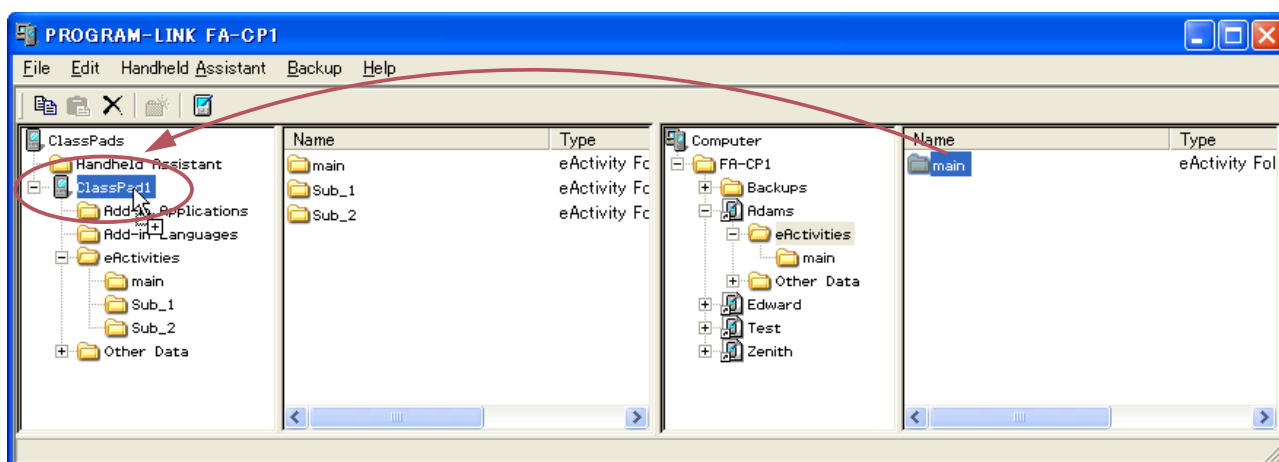 PROGRAM-LINK FA-CP1
File Edit Handheld Assistant Backup Help
ClassPads
Handheld Assistant
ClassPad1
Add-in Applications
Add-in Languages
eActivities
main
Sub_1
Sub_2
Other Data
Name Type
main eActivity Fo
Sub_1 eActivity Fo
Sub_2 eActivity Fo
Computer
FA-CP1
Backups
Adams
eActivities
main
Other Data
Edward
Test
Zenith
Name Type
main eActivity Fol